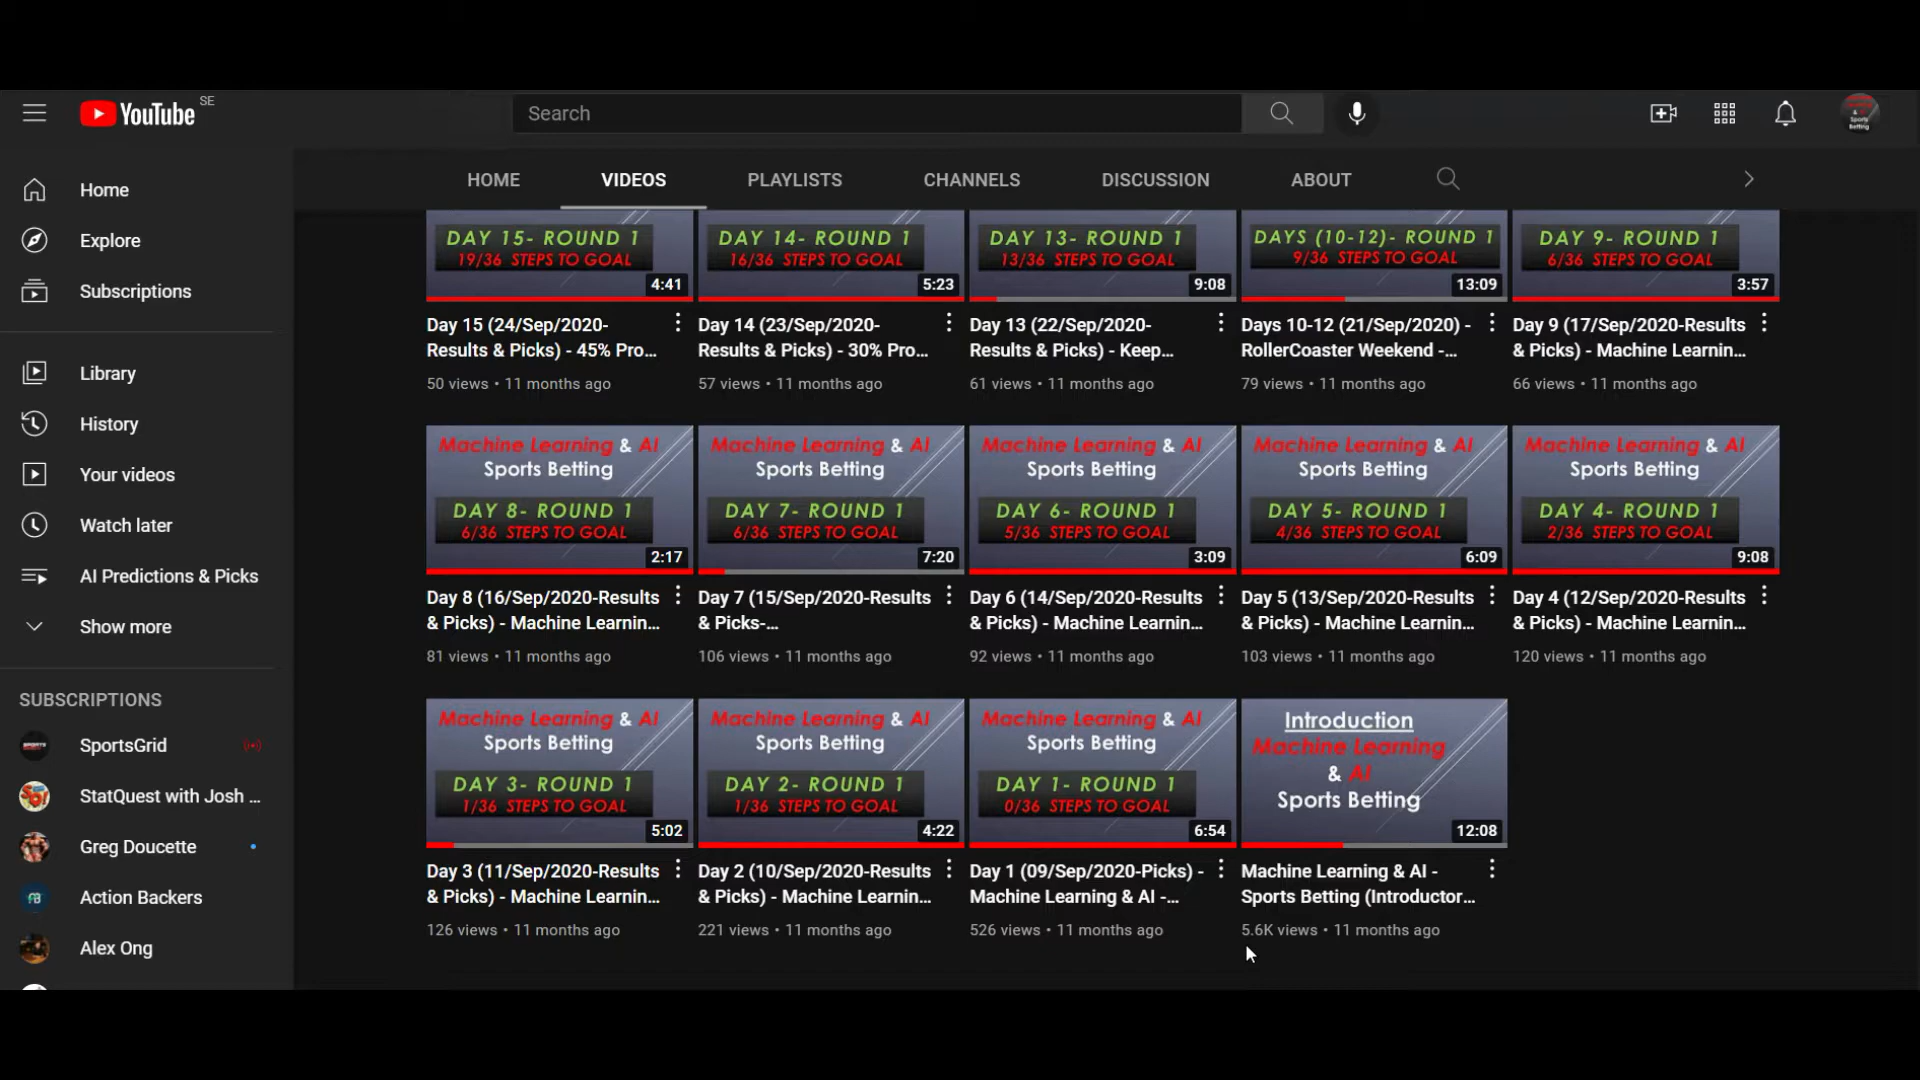 YouTube SE
Search
HOME
VIDEOS
PLAYLISTS
CHANNELS
DISCUSSION
ABOUT
Home
Explore
Subscriptions
Library
History
Your videos
Watch later
AI Predictions & Picks
Show more
SUBSCRIPTIONS
SportsGrid
StatQuest with Josh ...
Greg Doucette
Action Backers
Alex Ong
DAY 15- ROUND 1
19/36 STEPS TO GOAL
4:41
Day 15 (24/Sep/2020-
Results & Picks) - 45% Pro...
50 views • 11 months ago
DAY 14- ROUND 1
16/36 STEPS TO GOAL
5:23
Day 14 (23/Sep/2020-
Results & Picks) - 30% Pro...
57 views • 11 months ago
DAY 13- ROUND 1
13/36 STEPS TO GOAL
9:08
Day 13 (22/Sep/2020-
Results & Picks) - Keep...
61 views • 11 months ago
DAYS (10-12)- ROUND 1
9/36 STEPS TO GOAL
13:09
Days 10-12 (21/Sep/2020) -
RollerCoaster Weekend -...
79 views • 11 months ago
DAY 9- ROUND 1
6/36 STEPS TO GOAL
3:57
Day 9 (17/Sep/2020-Results
& Picks) - Machine Learnin...
66 views • 11 months ago
Machine Learning & AI
Sports Betting
DAY 8- ROUND 1
6/36 STEPS TO GOAL
2:17
Day 8 (16/Sep/2020-Results
& Picks) - Machine Learnin...
81 views • 11 months ago
Machine Learning & AI
Sports Betting
DAY 7- ROUND 1
6/36 STEPS TO GOAL
7:20
Day 7 (15/Sep/2020-Results
& Picks-...
106 views • 11 months ago
Machine Learning & AI
Sports Betting
DAY 6- ROUND 1
5/36 STEPS TO GOAL
3:09
Day 6 (14/Sep/2020-Results
& Picks) - Machine Learnin...
92 views • 11 months ago
Machine Learning & AI
Sports Betting
DAY 5- ROUND 1
4/36 STEPS TO GOAL
6:09
Day 5 (13/Sep/2020-Results
& Picks) - Machine Learnin...
103 views • 11 months ago
Machine Learning & AI
Sports Betting
DAY 4- ROUND 1
2/36 STEPS TO GOAL
9:08
Day 4 (12/Sep/2020-Results
& Picks) - Machine Learnin...
120 views • 11 months ago
Machine Learning & AI
Sports Betting
DAY 3- ROUND 1
1/36 STEPS TO GOAL
5:02
Day 3 (11/Sep/2020-Results
& Picks) - Machine Learnin...
126 views • 11 months ago
Machine Learning & AI
Sports Betting
DAY 2- ROUND 1
1/36 STEPS TO GOAL
4:22
Day 2 (10/Sep/2020-Results
& Picks) - Machine Learnin...
221 views • 11 months ago
Machine Learning & AI
Sports Betting
DAY 1- ROUND 1
0/36 STEPS TO GOAL
6:54
Day 1 (09/Sep/2020-Picks) -
Machine Learning & AI -...
526 views • 11 months ago
Introduction
Machine Learning
& AI
Sports Betting
12:08
Machine Learning & AI -
Sports Betting (Introductor...
5.6K views • 11 months ago